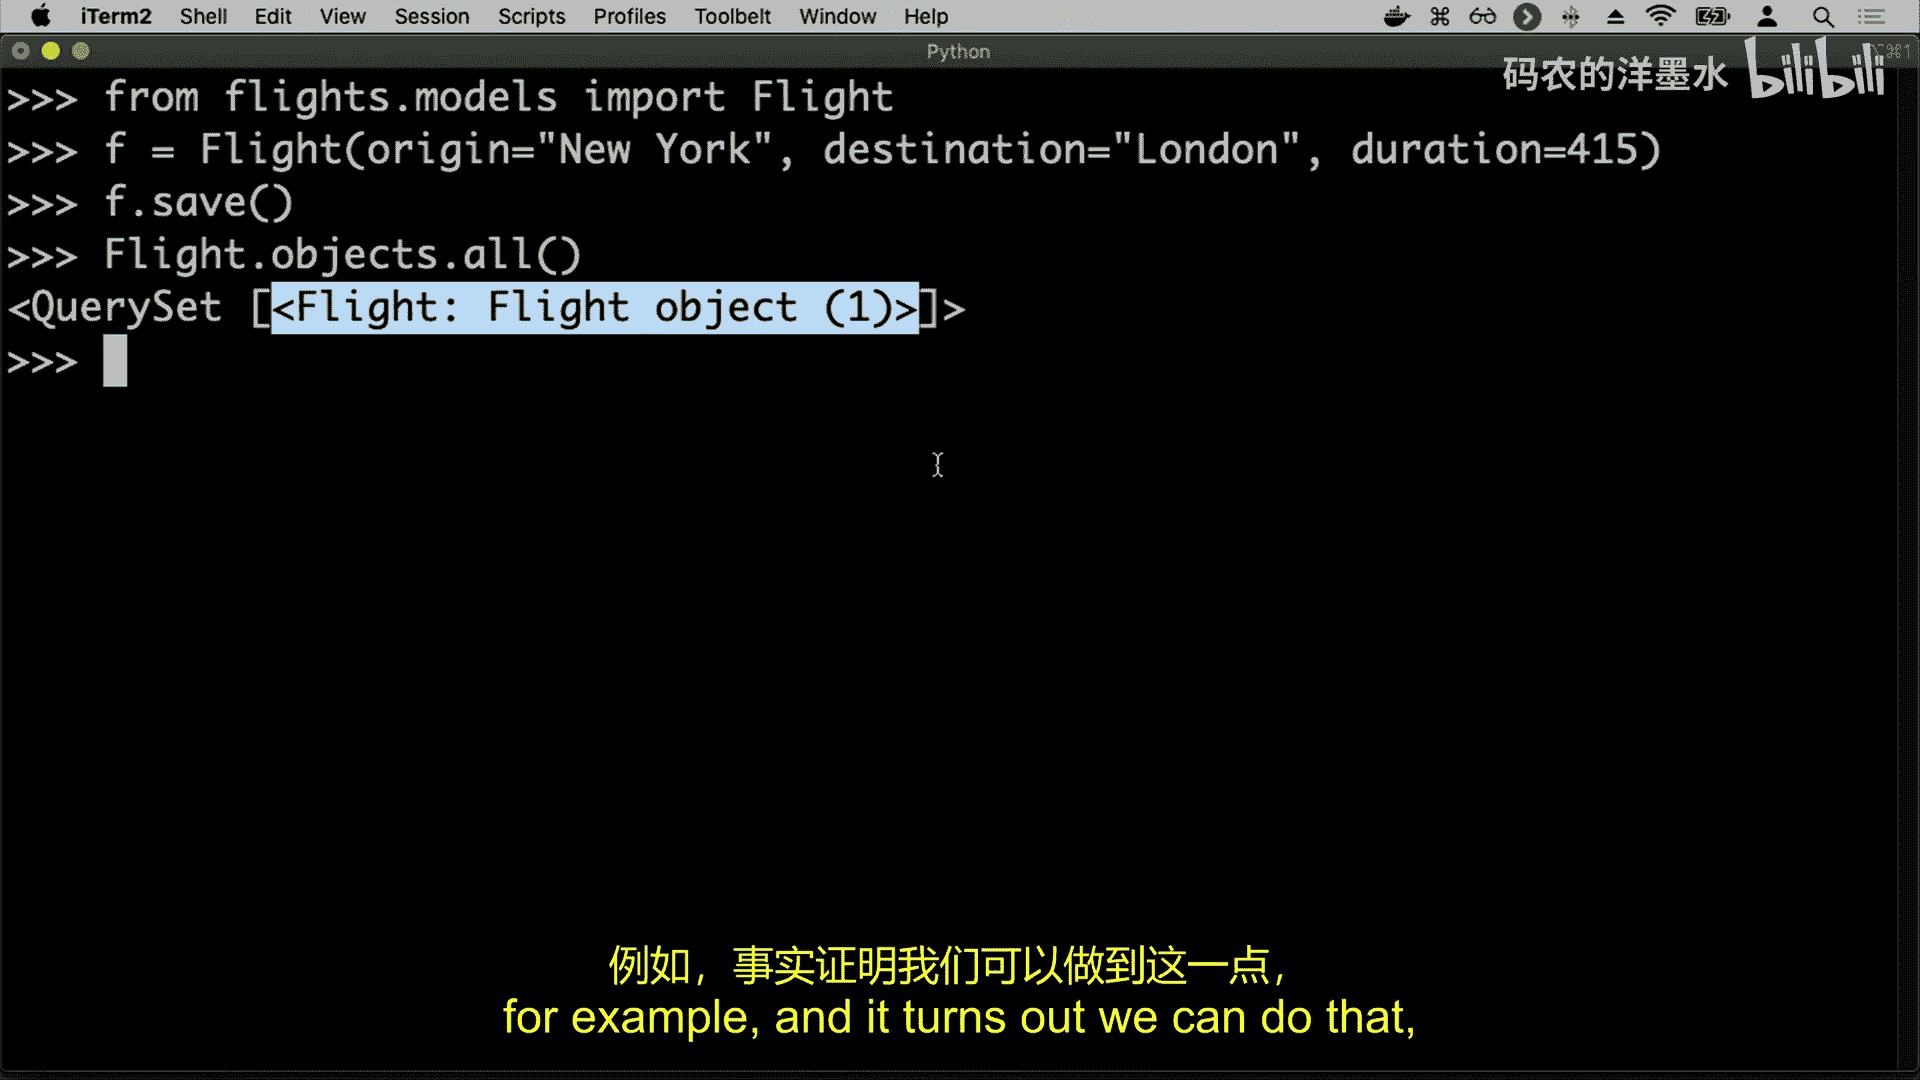 iTerm2 Shell Edit View Session Scripts Profiles Toolbelt Window Help
Python
⌥⌘1
码农的洋墨水 bilibili
>>> from flights.models import Flight
>>> f = Flight(origin="New York", destination="London", duration=415)
>>> f.save()
>>> Flight.objects.all()
<QuerySet [<Flight: Flight object (1)>]>
>>>
例如，事实证明我们可以做到这一点，
for example, and it turns out we can do that,